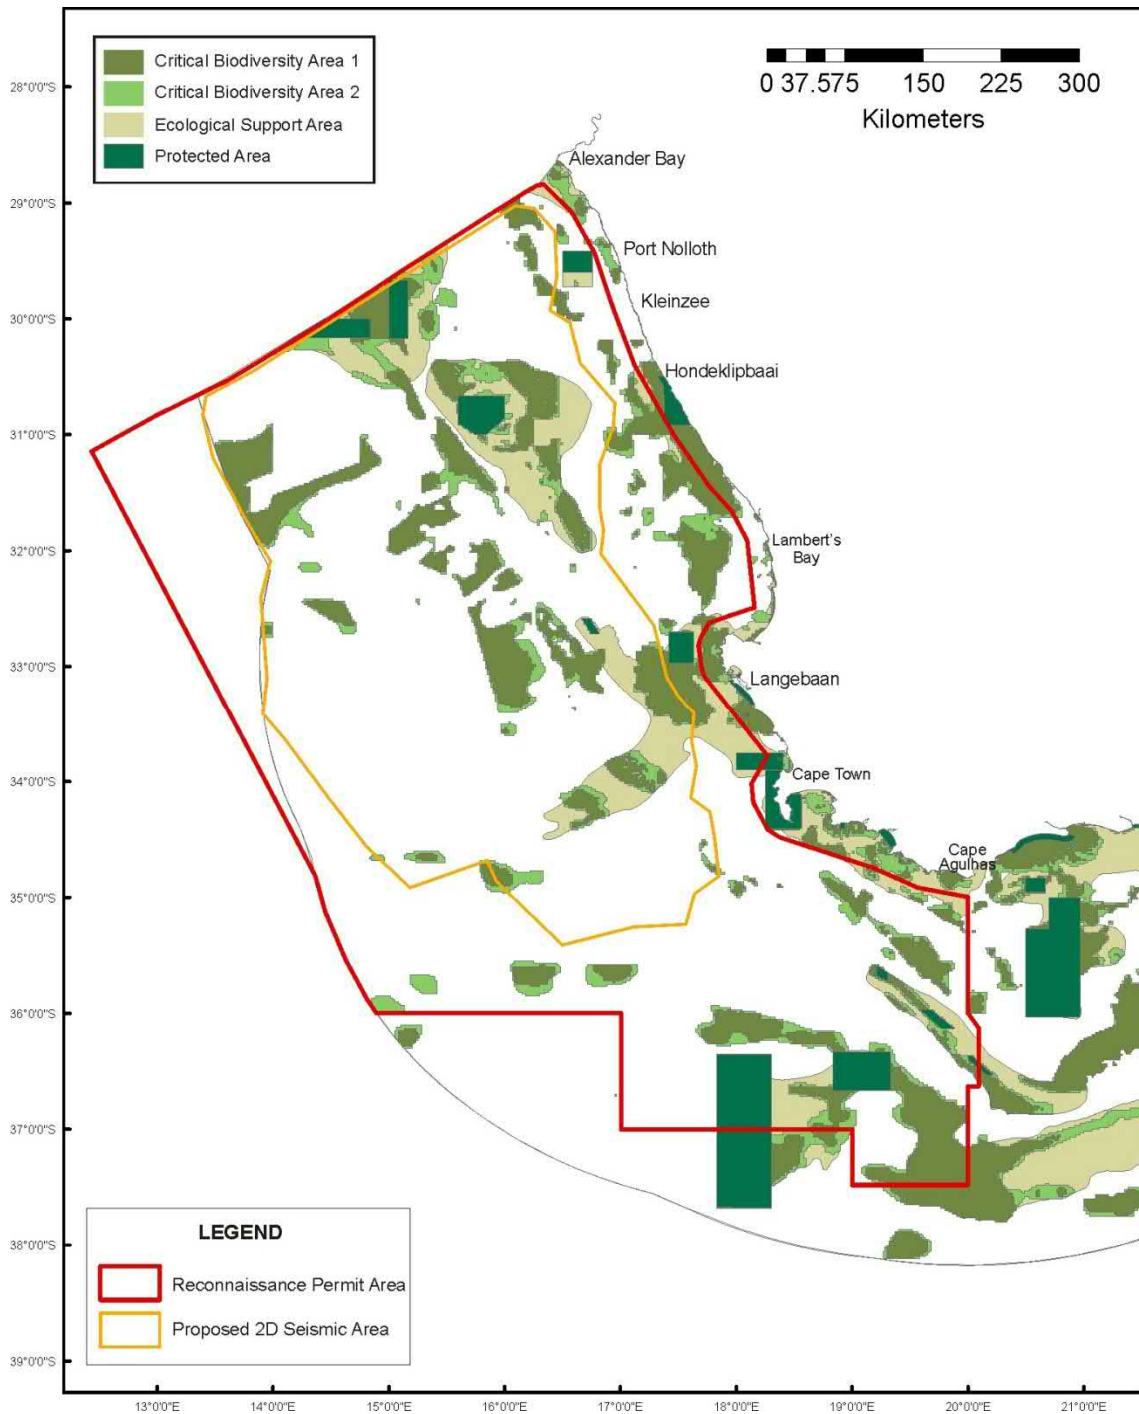 Critical Biodiversity Area 1
Critical Biodiversity Area 2
Ecological Support Area
Protected Area
0 37.575 150 225 300
Kilometers
28°0'0"S
29°0'0"S
30°0'0"S
31°0'0"S
32°0'0"S
33°0'0"S
34°0'0"S
35°0'0"S
36°0'0"S
37°0'0"S
38°0'0"S
39°0'0"S
Alexander Bay
Port Nolloth
Kleinzee
Hondeklipbaai
Lambert's
Bay
Langebaan
Cape Town
Cape
Agulhas
LEGEND
Reconnaissance Permit Area
Proposed 2D Seismic Area
13°0'0"E
14°0'0"E
15°0'0"E
16°0'0"E
17°0'0"E
18°0'0"E
19°0'0"E
20°0'0"E
21°0'0"E